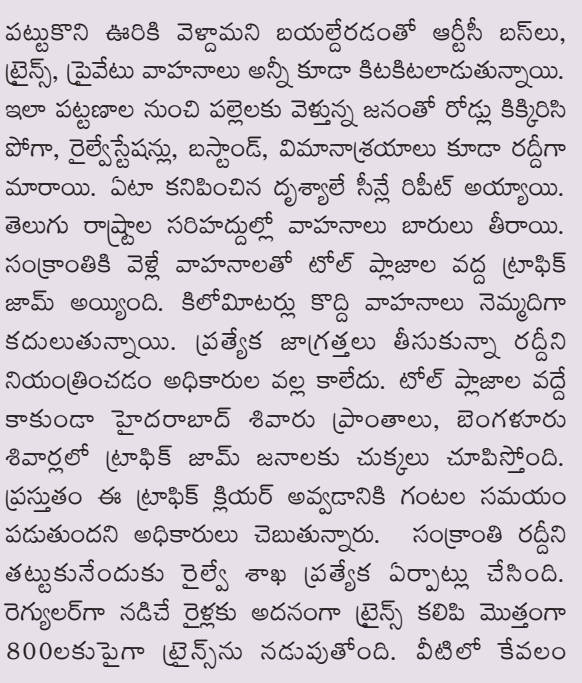 పట్టుకొని ఊరికి వెళ్దామని బయల్దేరడంతో ఆర్టీసీ బస్‌లు,
ట్రైన్స్, ప్రైవేటు వాహనాలు అన్నీ కూడా కిటకిటలాడుతున్నాయి.
ఇలా పట్టణాల నుంచి పల్లెలకు వెళ్తున్న జనంతో రోడ్లు కిక్కిరిసి
పోగా, రైల్వేస్టేషన్లు, బస్టాండ్, విమానాశ్రయాలు కూడా రద్దీగా
మారాయి. ఏటా కనిపించిన దృశ్యాలే సీన్లే రిపీట్ అయ్యాయి.
తెలుగు రాష్ట్రాల సరిహద్దుల్లో వాహనాలు బారులు తీరాయి.
సంక్రాంతికి వెళ్లే వాహనాలతో టోల్ ప్లాజాల వద్ద ట్రాఫిక్
జామ్ అయ్యింది. కిలోమీటర్లు కొద్ది వాహనాలు నెమ్మదిగా
కదులుతున్నాయి. ప్రత్యేక జాగ్రత్తలు తీసుకున్నా రద్దీని
నియంత్రించడం అధికారుల వల్ల కాలేదు. టోల్ ప్లాజాల వద్దే
కాకుండా హైదరాబాద్ శివారు ప్రాంతాలు, బెంగళూరు
శివార్లలో ట్రాఫిక్ జామ్ జనాలకు చుక్కలు చూపిస్తోంది.
ప్రస్తుతం ఈ ట్రాఫిక్ క్లియర్ అవ్వడానికి గంటల సమయం
పడుతుందని అధికారులు చెబుతున్నారు. సంక్రాంతి రద్దీని
తట్టుకునేందుకు రైల్వే శాఖ ప్రత్యేక ఏర్పాట్లు చేసింది.
రెగ్యులర్‌గా నడిచే రైళ్లకు అదనంగా ట్రైన్స్ కలిపి మొత్తంగా
800లకుపైగా ట్రైన్స్‌ను నడుపుతోంది. వీటిలో కేవలం